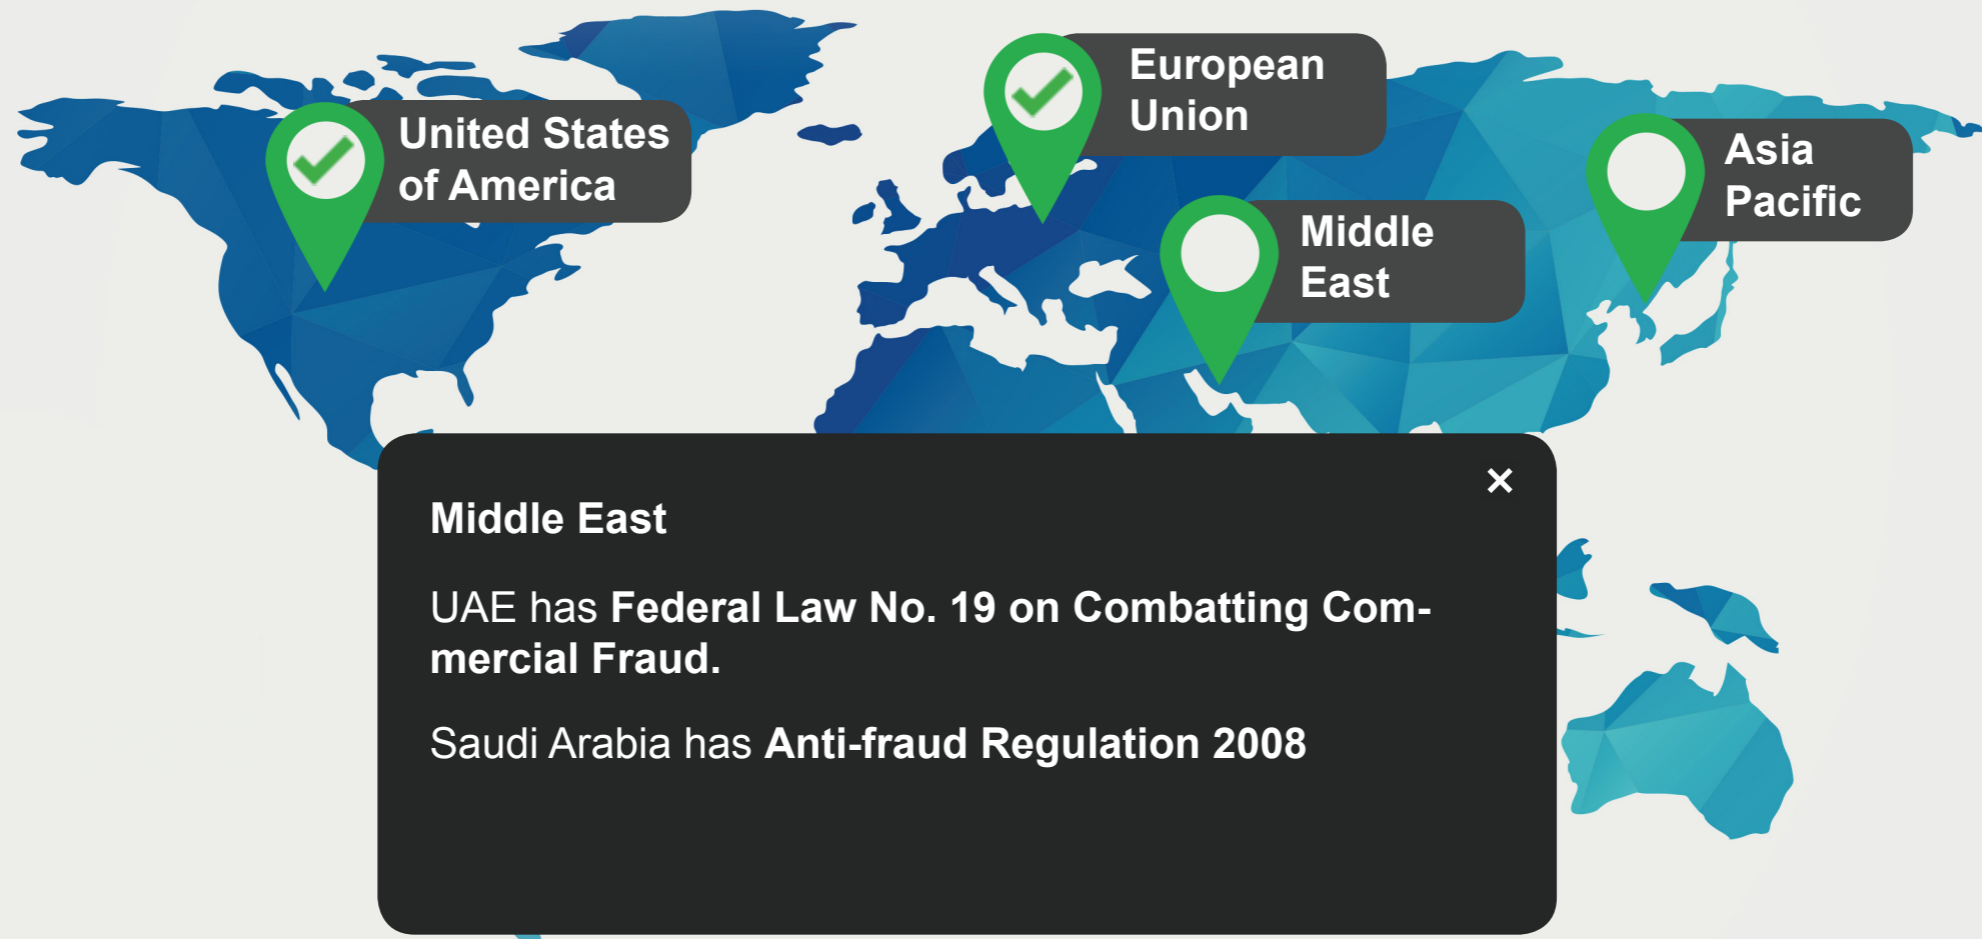 United States
of America
European
Union
Middle
East
Asia
Pacific
Middle East
UAE has Federal Law No. 19 on Combatting Com-
mercial Fraud.
Saudi Arabia has Anti-fraud Regulation 2008